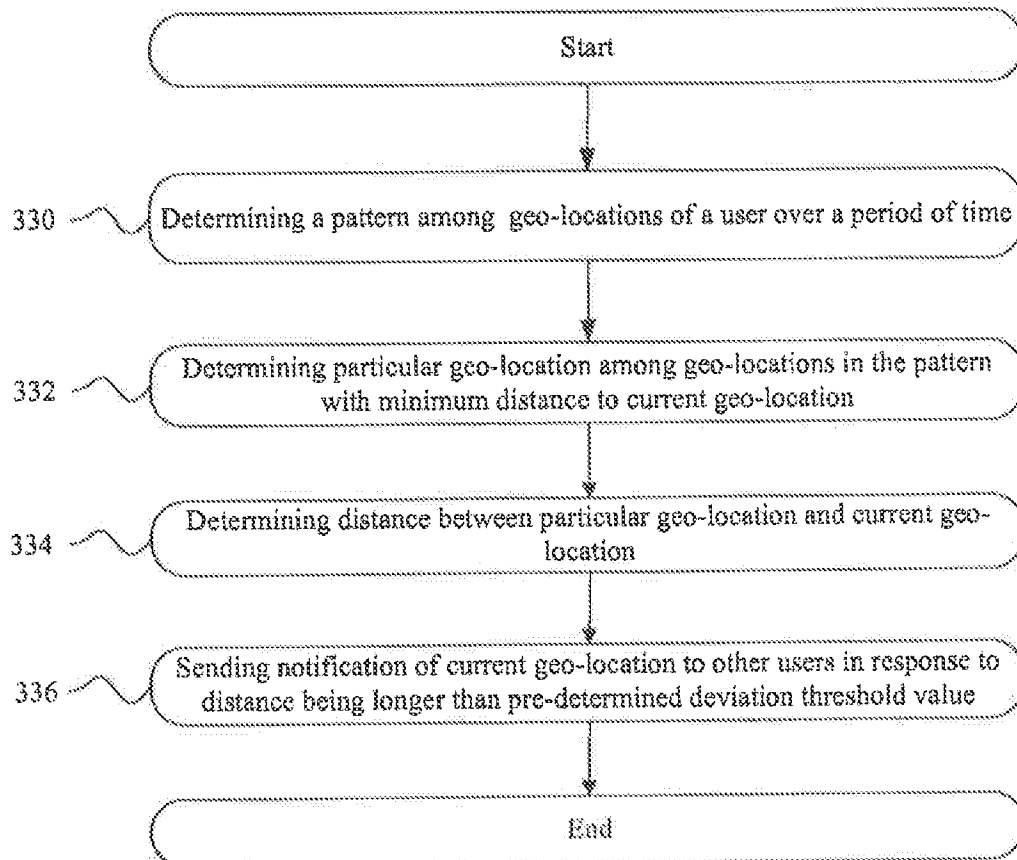 Start
330
Determining a pattern among geo-locations of a user over a period of time
332
Determining particular geo-location among geo-locations in the pattern
with minimum distance to current geo-location
334
Determining distance between particular geo-location and current geo-
location
336
Sending notification of current geo-location to other users in response to
distance being longer than pre-determined deviation threshold value
End